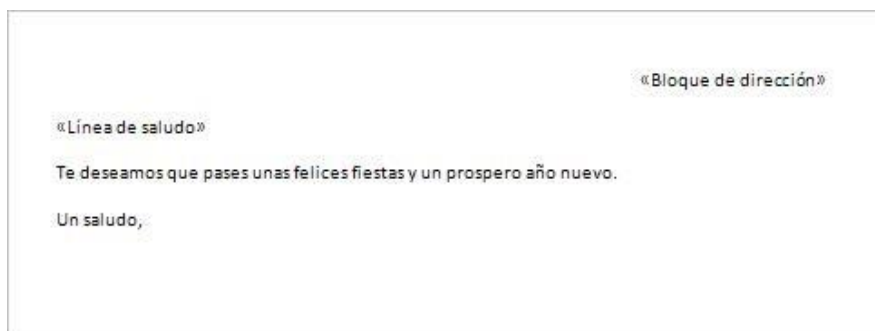 «Bloque de dirección»
«Línea de saludo»
Te deseamos que pases unas felices fiestas y un prospero año nuevo.
Un saludo,